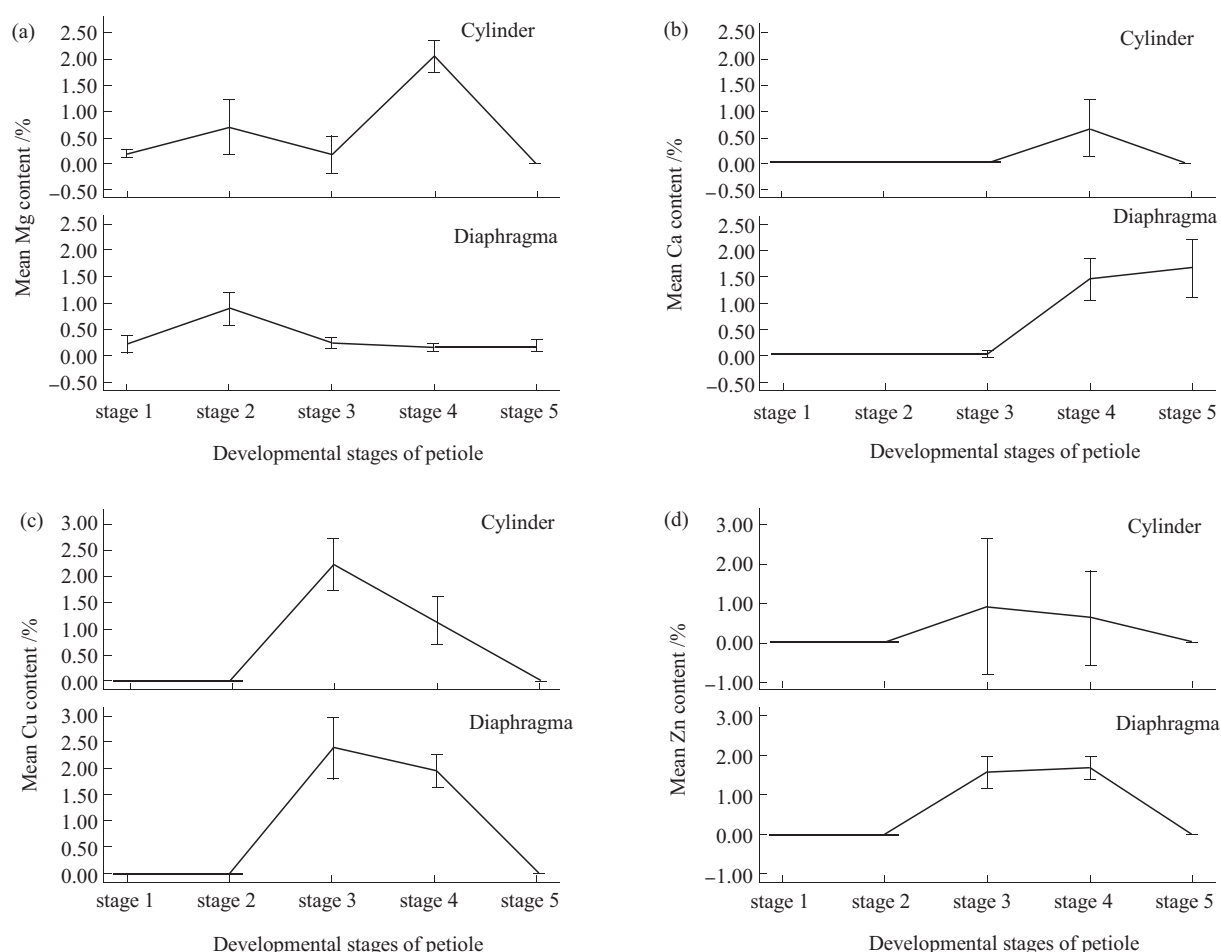 (a)
Mean Mg content /%
Cylinder
2.50
2.00
1.50
1.00
0.50
0.00
−0.50
Diaphragma
2.50
2.00
1.50
1.00
0.50
0.00
−0.50
stage 1 stage 2 stage 3 stage 4 stage 5
Developmental stages of petiole
(b)
Mean Ca content /%
Cylinder
2.50
2.00
1.50
1.00
0.50
0.00
−0.50
Diaphragma
2.50
2.00
1.50
1.00
0.50
0.00
−0.50
stage 1 stage 2 stage 3 stage 4 stage 5
Developmental stages of petiole
(c)
Mean Cu content /%
Cylinder
3.00
2.50
2.00
1.50
1.00
0.50
0.00
Diaphragma
3.00
2.50
2.00
1.50
1.00
0.50
0.00
stage 1 stage 2 stage 3 stage 4 stage 5
Developmental stages of petiole
(d)
Mean Zn content /%
Cylinder
3.00
2.00
1.00
0.00
−1.00
Diaphragma
3.00
2.00
1.00
0.00
−1.00
stage 1 stage 2 stage 3 stage 4 stage 5
Developmental stages of petiole